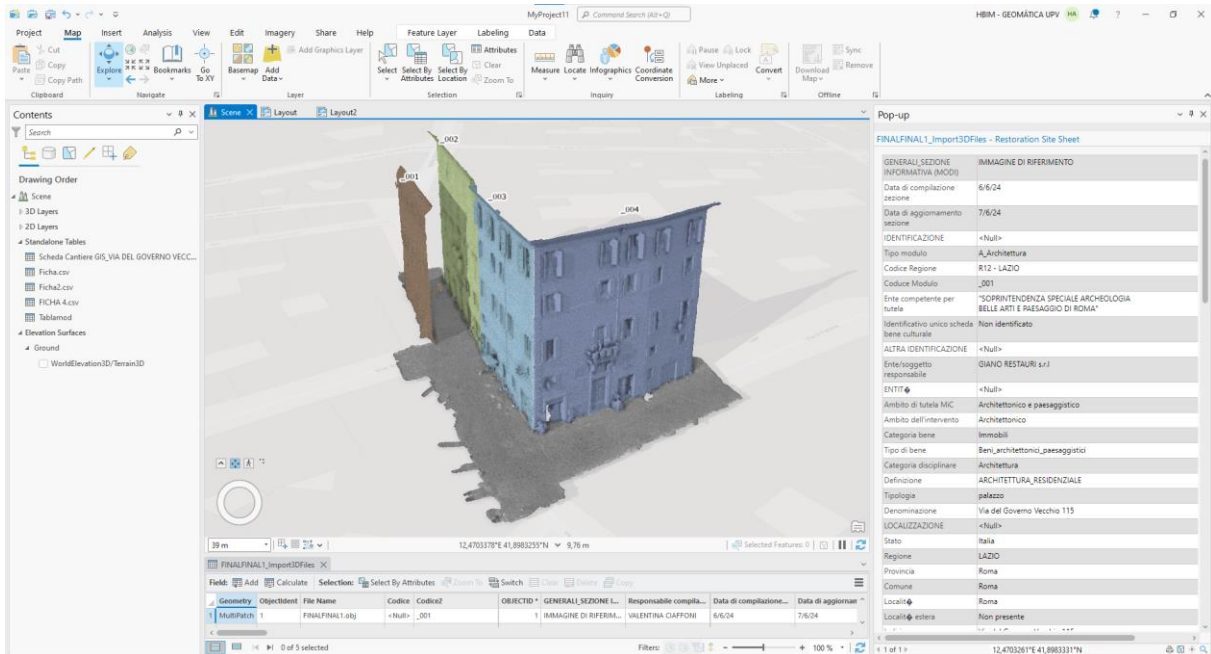 MyProject11
Command Search (Alt+Q)
HBIM - GEOMÁTICA UPV
HA
Project Map Insert Analysis View Edit Imagery Share Help Feature Layer Labeling Data
Cut
Copy
Copy Path
Paste
Explore
Bookmarks
Go To XY
Basemap
Add Data
Add Graphics Layer
Select
Select By Attributes
Select By Location
Attributes
Clear
Zoom To
Measure
Locate
Infographics
Coordinate Conversion
Pause
Lock
View Unplaced
More
Convert
Download Map
Sync
Remove
Clipboard Navigate Layer Selection Inquiry Labeling Offline
Contents
Search
Drawing Order
Scene
3D Layers
2D Layers
Standalone Tables
Scheda Cantiere GIS_VIA DEL GOVERNO VECC...
Ficha.csv
Ficha2.csv
FICHA 4.csv
Tablamod
Elevation Surfaces
Ground
WorldElevation3D/Terrain3D
Scene Layout Layout2
_002
_001
_003
_004
39 m
12,4705378°E 41,8983255°N 9,76 m
Selected Features: 0
FINALFINAL1_Import3DFiles
Field: Add Calculate Selection: Select By Attributes Zoom To Switch Clear Delete Copy
Geometry ObjectIdent File Name Codice Codice2 OBJECTID * GENERALI_SEZIONE I... Responsabile compila... Data di compilazione... Data di aggiornam
1 MultiPatch 1 FINALFINAL1.obj <Null> _001 1 IMMAGINE DI RIFERIM... VALENTINA CIAFFONI 6/6/24 7/6/24
0 of 5 selected
Filters:
100 %
Pop-up
FINALFINAL1_Import3DFiles - Restoration Site Sheet
GENERALI_SEZIONE INFORMATIVA (MODI) IMMAGINE DI RIFERIMENTO
Data di compilazione sezione 6/6/24
Data di aggiornamento sezione 7/6/24
IDENTIFICAZIONE <Null>
Tipo modulo A_Architettura
Codice Regione R12 - LAZIO
Coduce Modulo _001
Ente competente per tutela "SOPRINTENDENZA SPECIALE ARCHEOLOGIA BELLE ARTI E PAESAGGIO DI ROMA"
Identificativo unico scheda bene culturale Non identificato
ALTRA IDENTIFICAZIONE <Null>
Ente/soggetto responsabile GIANO RESTAURI s.r.l
ENTIT� <Null>
Ambito di tutela MiC Architettonico e paesaggistico
Ambito dell'intervento Architettonico
Categoria bene Immobili
Tipo di bene Beni_architettonici_paesaggistici
Categoria disciplinare Architettura
Definizione ARCHITETTURA_RESIDENZIALE
Tipologia palazzo
Denominazione Via del Governo Vecchio 115
LOCALIZZAZIONE <Null>
Stato Italia
Regione LAZIO
Provincia Roma
Comune Roma
Localit� Roma
Localit� estera Non presente
1 of 1
12,4703261°E 41,8983331°N